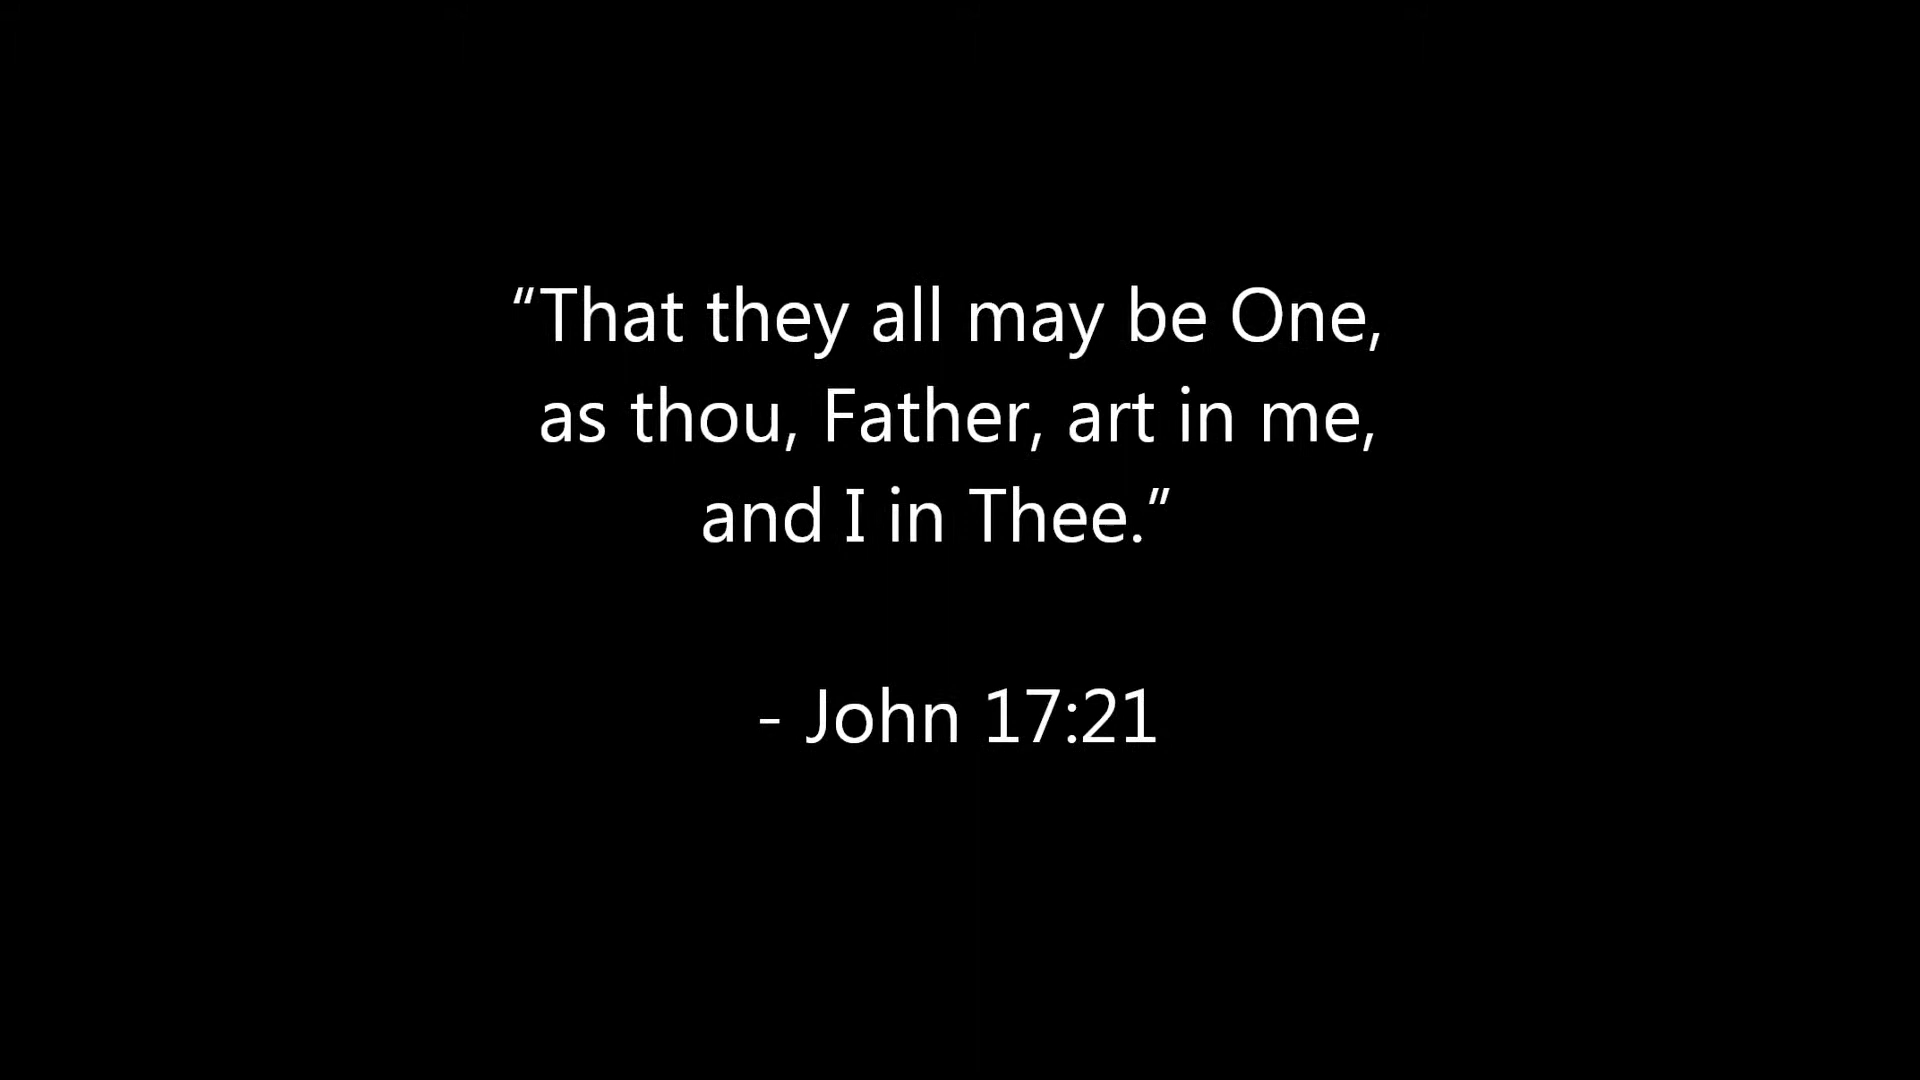 “That they all may be One,
as thou, Father, art in me,
and I in Thee.”
- John 17:21